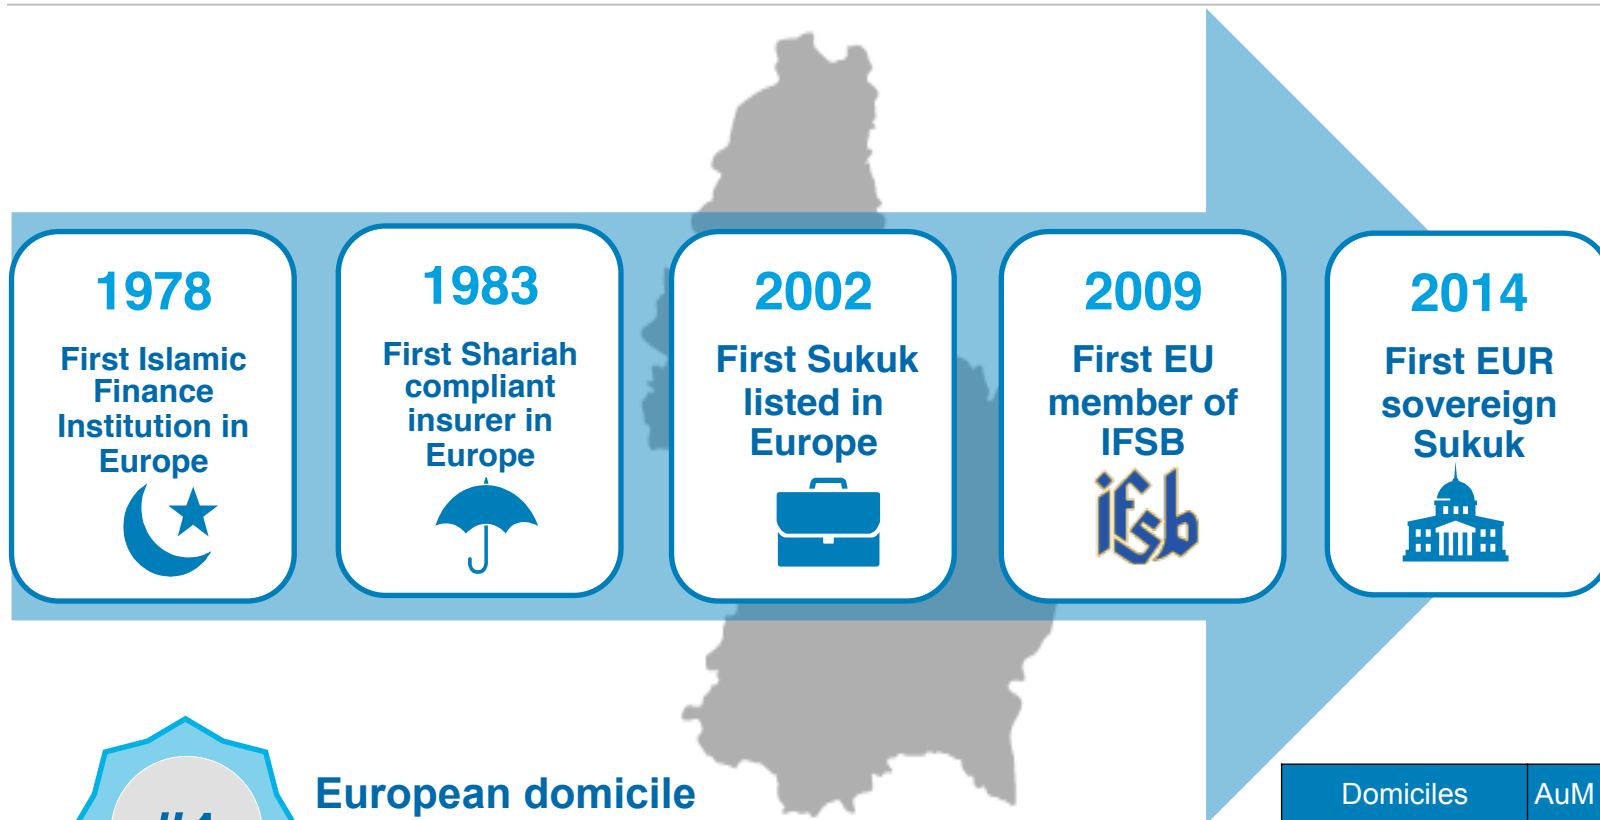 1978
First Islamic
Finance
Institution in
Europe
1983
First Shariah
compliant
insurer in
Europe
2002
First Sukuk
listed in
Europe
2009
First EU
member of
IFSB
ifsb
2014
First EUR
sovereign
Sukuk
European domicile
Domiciles
AuM